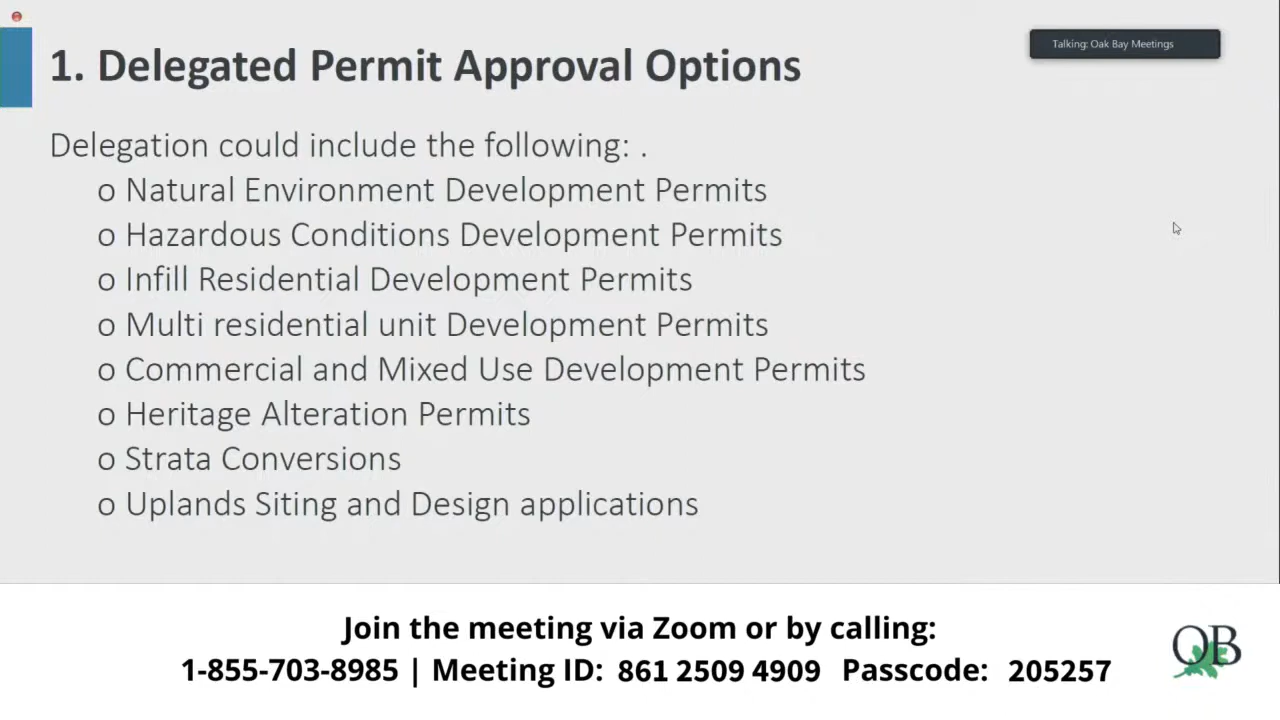 1. Delegated Permit Approval Options
Talking: Oak Bay Meetings
Delegation could include the following: .
o Natural Environment Development Permits
o Hazardous Conditions Development Permits
o Infill Residential Development Permits
o Multi residential unit Development Permits
o Commercial and Mixed Use Development Permits
o Heritage Alteration Permits
o Strata Conversions
o Uplands Siting and Design applications
Join the meeting via Zoom or by calling:
1-855-703-8985 | Meeting ID: 861 2509 4909 Passcode: 205257
OB